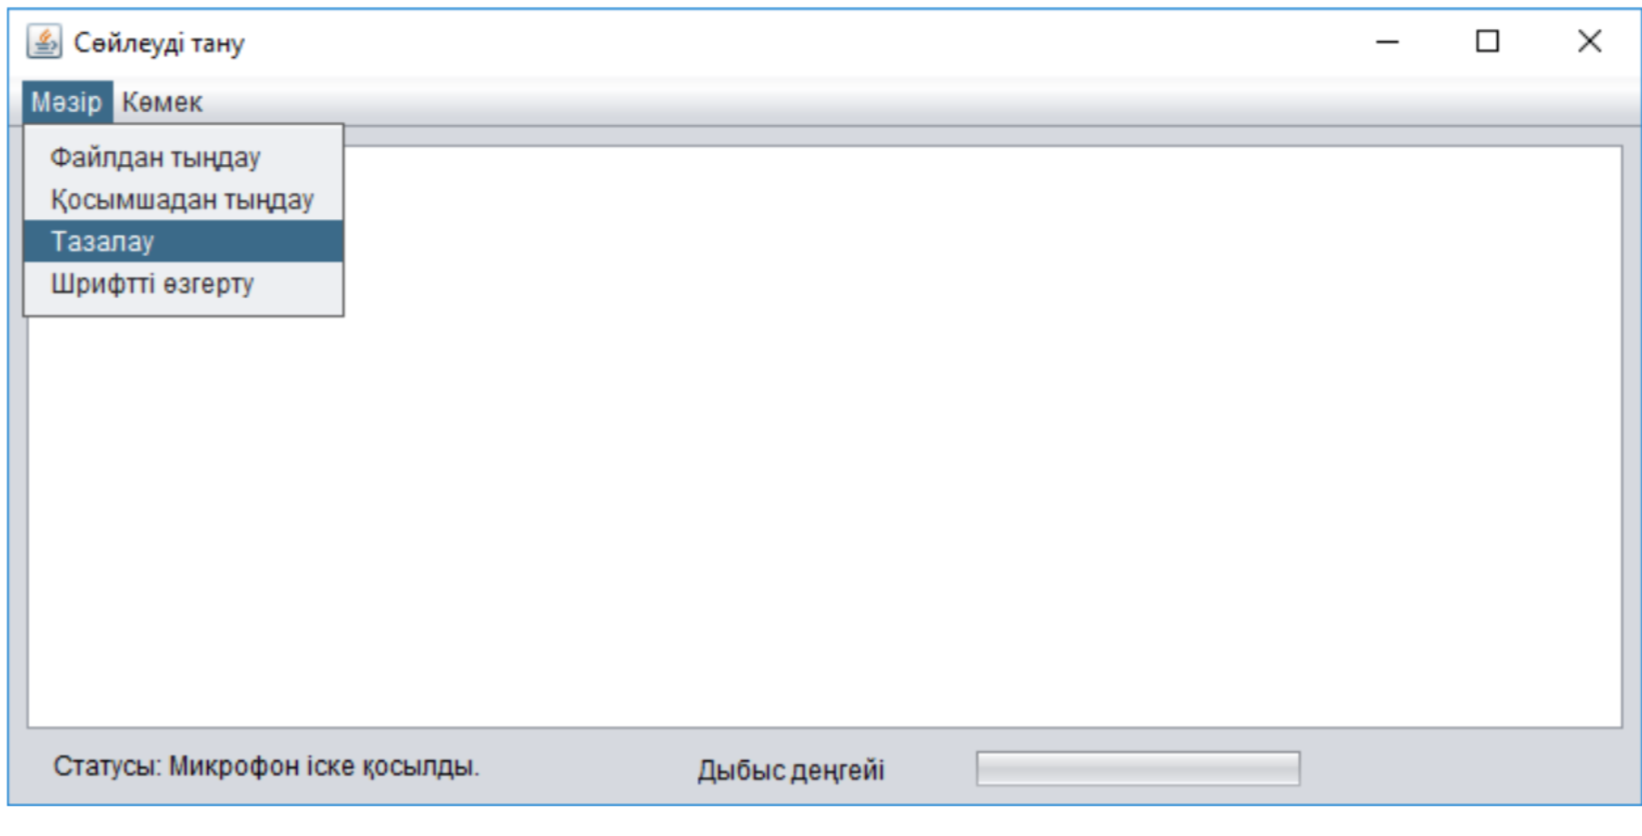 Сөйлеуді тану
Мәзір Көмек
Файлдан тыңдау
Қосымшадан тыңдау
Тазалау
Шрифтті өзгерту
Статусы: Микрофон іске қосылды.
Дыбыс деңгейі